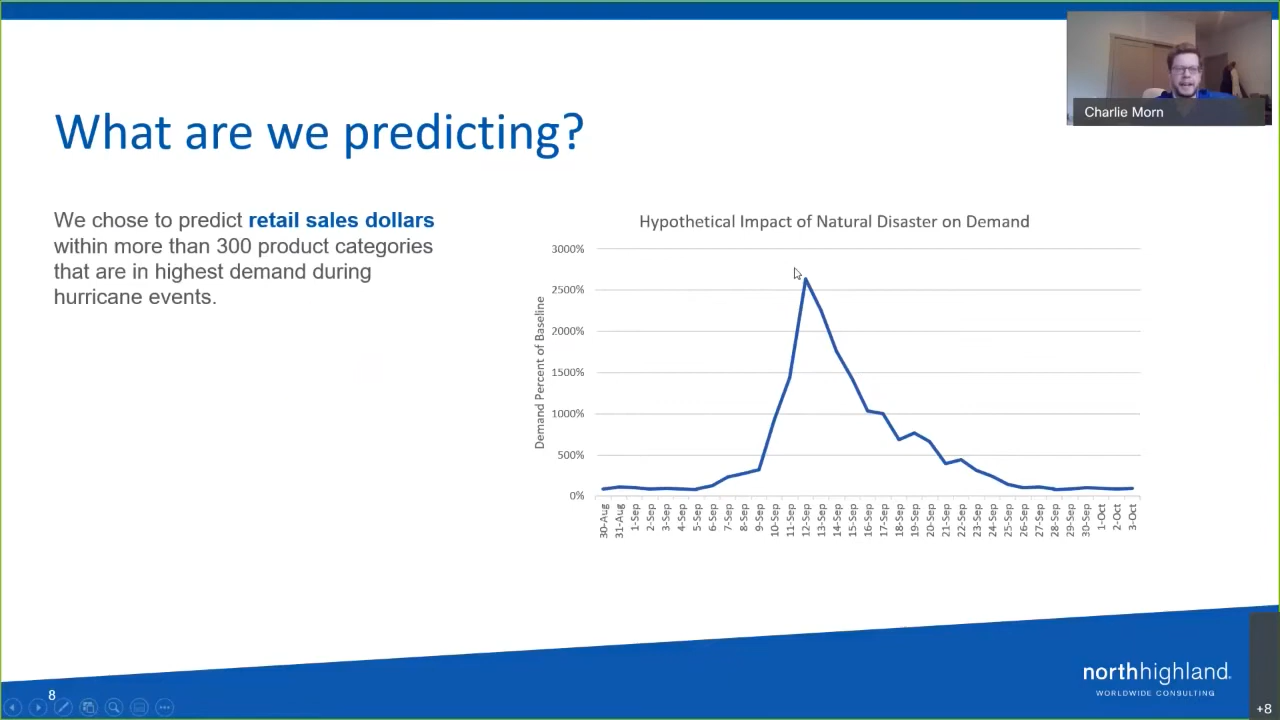 Charlie Morn
What are we predicting?
We chose to predict retail sales dollars
within more than 300 product categories
that are in highest demand during
hurricane events.
Hypothetical Impact of Natural Disaster on Demand
Demand Percent of Baseline
3000%
2500%
2000%
1500%
1000%
500%
0%
30-Aug
31-Aug
1-Sep
2-Sep
3-Sep
4-Sep
5-Sep
6-Sep
7-Sep
8-Sep
9-Sep
10-Sep
11-Sep
12-Sep
13-Sep
14-Sep
15-Sep
16-Sep
17-Sep
18-Sep
19-Sep
20-Sep
21-Sep
22-Sep
23-Sep
24-Sep
25-Sep
26-Sep
27-Sep
28-Sep
29-Sep
30-Sep
1-Oct
2-Oct
3-Oct
8
northhighland.
WORLDWIDE CONSULTING
+8